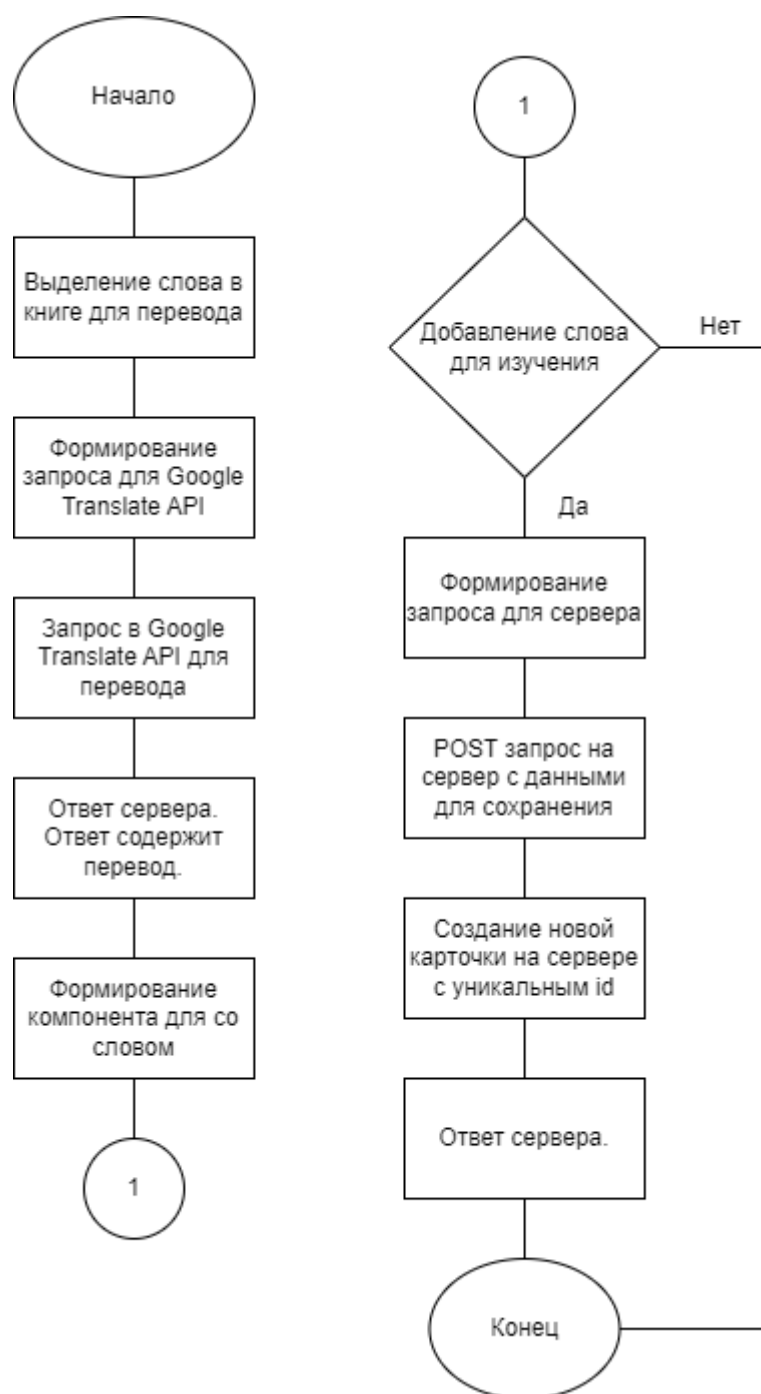 Начало
Выделение слова в
книге для перевода
Формирование
запроса для Google
Translate API
Запрос в Google
Translate API для
перевода
Ответ сервера.
Ответ содержит
перевод.
Формирование
компонента для со
словом
1
1
Добавление слова
для изучения
Нет
Да
Формирование
запроса для сервера
POST запрос на
сервер с данными
для сохранения
Создание новой
карточки на сервере
с уникальным id
Ответ сервера.
Конец